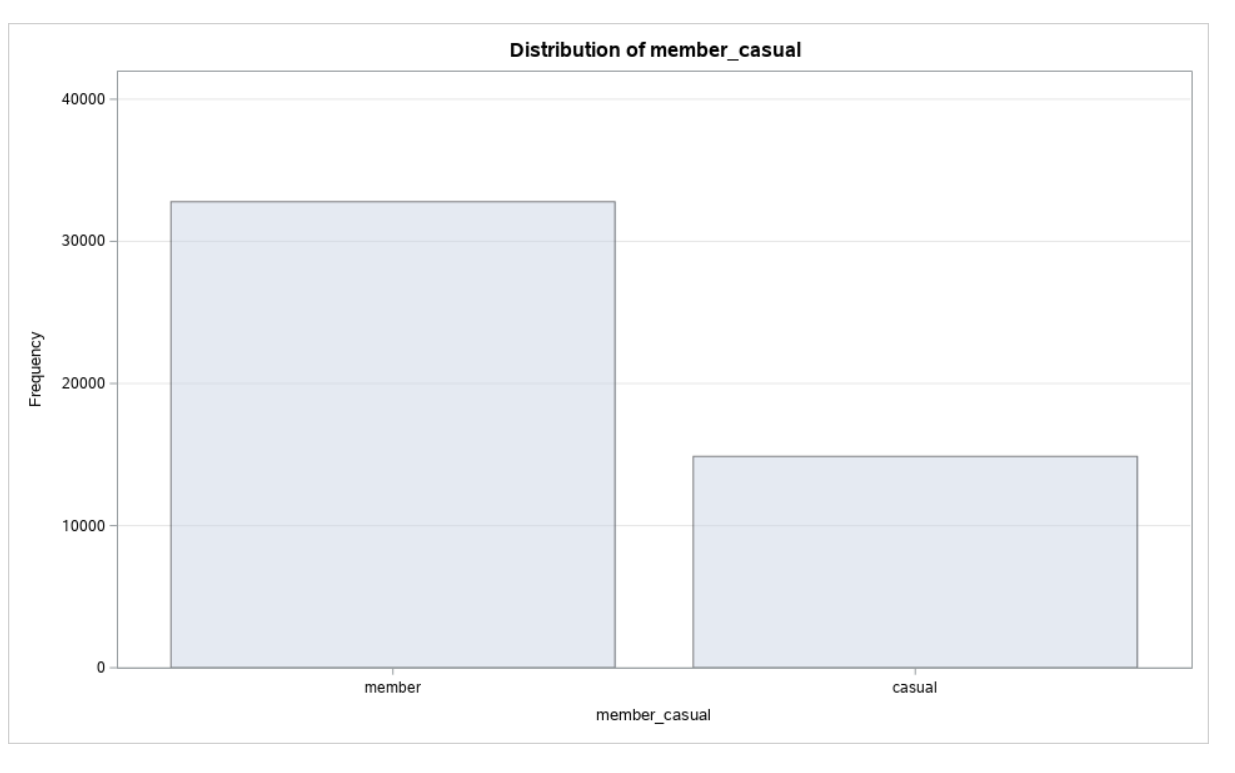 Distribution of member_casual
40000
30000
20000
10000
0
Frequency
member
casual
member_casual